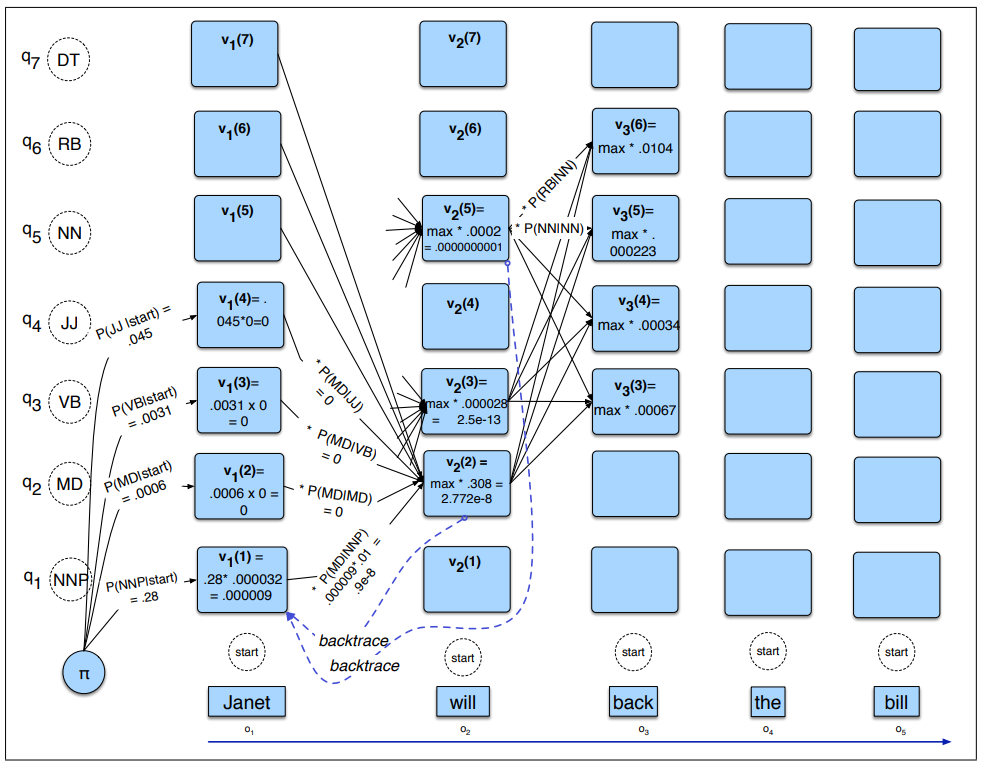 q7 DT
v1(7)
v2(7)
q6 RB
v1(6)
v2(6)
v3(6)=
max * .0104
* P(RB|NN)
q5 NN
v1(5)
v2(5)=
max * .0002
= .0000000001
* P(NN|NN)
v3(5)=
max * .
000223
q4 JJ
P(JJ |start) =
.045
v1(4)= .
045*0=0
v2(4)
v3(4)=
max * .00034
* P(MD|JJ)
= 0
q3 VB
P(VB|start)
= .0031
v1(3)=
.0031 x 0
= 0
v2(3)=
max * .000028
= 2.5e-13
v3(3)=
max * .00067
* P(MD|VB)
= 0
q2 MD
P(MD|start)
= .0006
v1(2)=
.0006 x 0 =
0
* P(MD|MD)
= 0
v2(2) =
max * .308 =
2.772e-8
q1 NNP
P(NNP|start)
= .28
v1(1) =
.28* .000032
= .000009
* P(MD|NNP)
.000009*.01 =
.9e-8
v2(1)
backtrace
backtrace
π
start
start
start
start
start
Janet
will
back
the
bill
o1
o2
o3
o4
o5